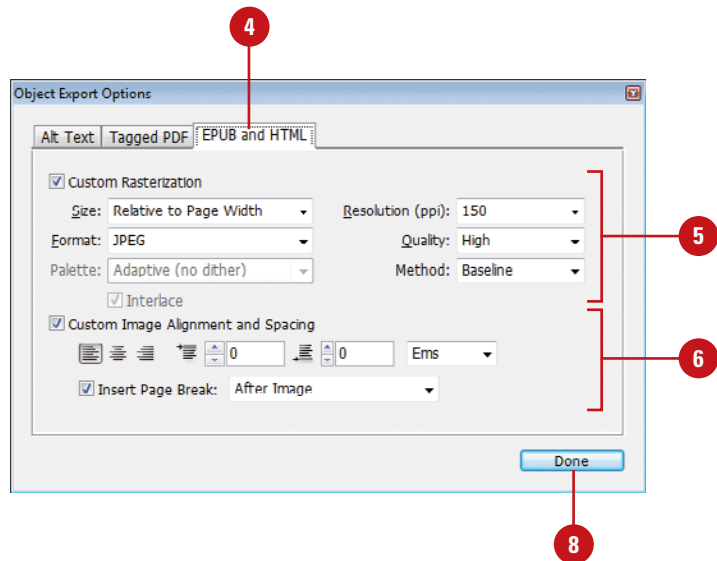 4
Object Export Options
Alt Text Tagged PDF EPUB and HTML
Custom Rasterization
Size: Relative to Page Width Resolution (ppi): 150
Format: JPEG Quality: High
5
Palette: Adaptive (no dither) Method: Baseline
Interlace
Custom Image Alignment and Spacing
0 0 Ems
6
Insert Page Break: After Image
Done
8